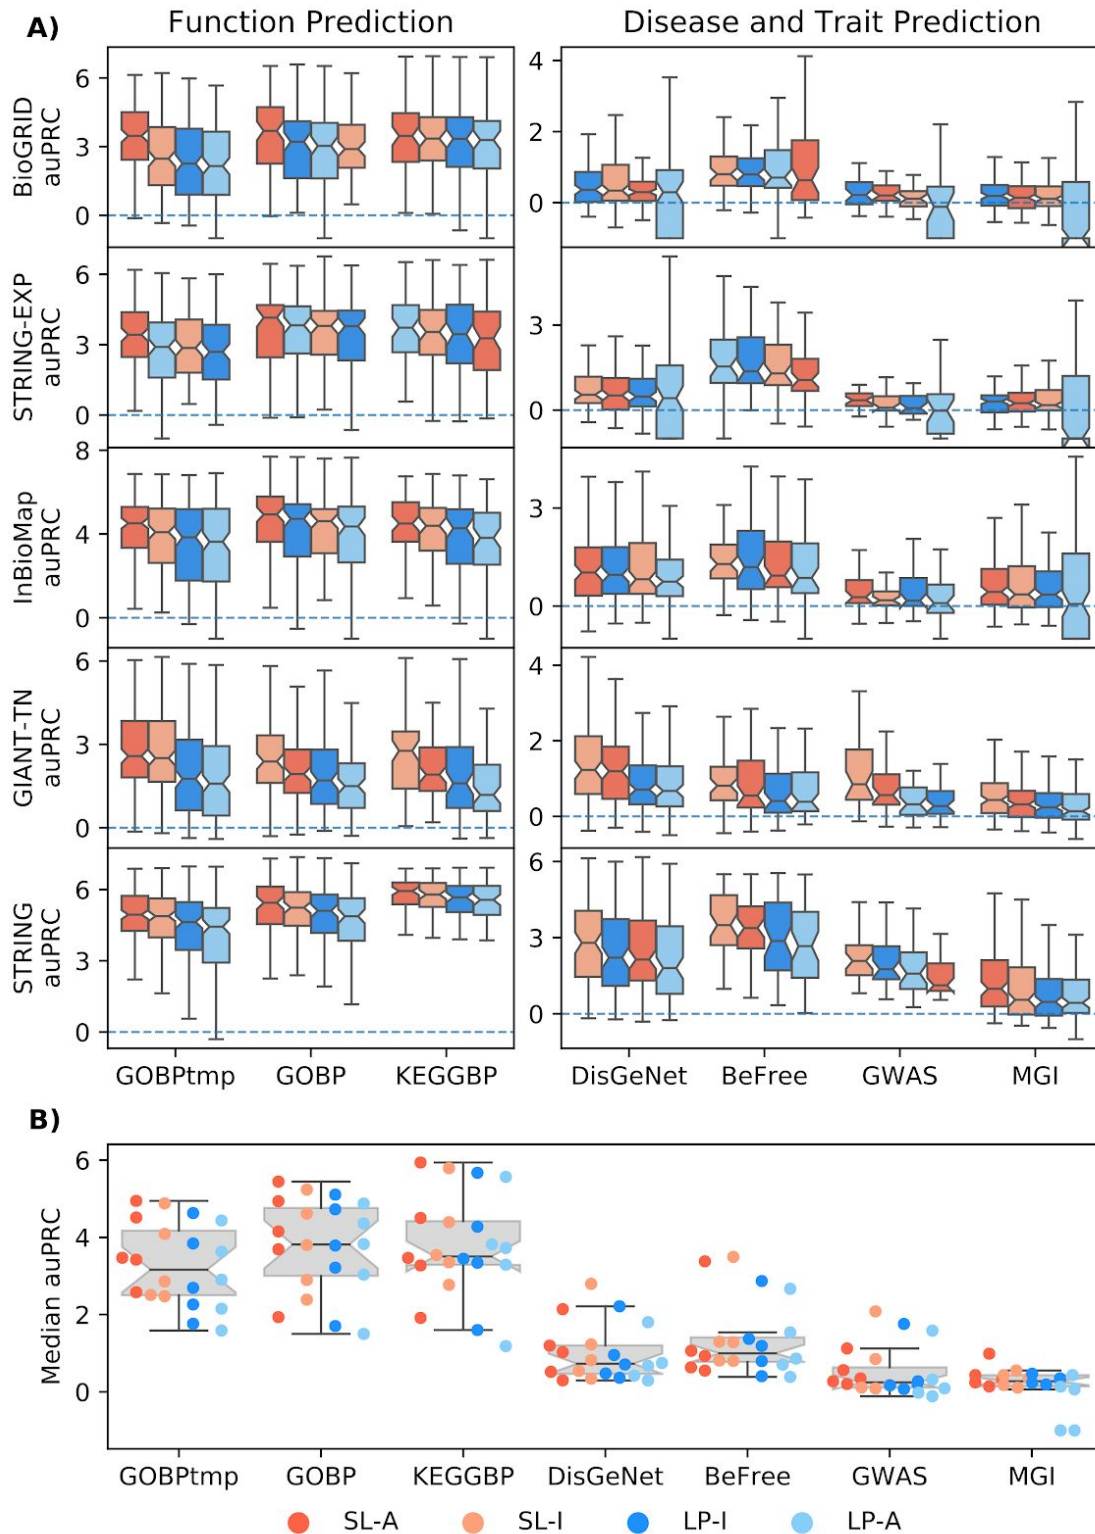 A)
Function Prediction
Disease and Trait Prediction
BioGRID
auPRC
6
3
0
4
2
0
STRING-EXP
auPRC
6
3
0
3
0
InBioMap
auPRC
8
4
0
3
0
GIANT-TN
auPRC
6
3
0
4
2
0
STRING
auPRC
6
3
0
6
3
0
GOBPtmp GOBP KEGGBP
DisGeNet BeFree GWAS MGI
B)
Median auPRC
6
4
2
0
GOBPtmp GOBP KEGGBP DisGeNet BeFree GWAS MGI
SL-A SL-I LP-I LP-A